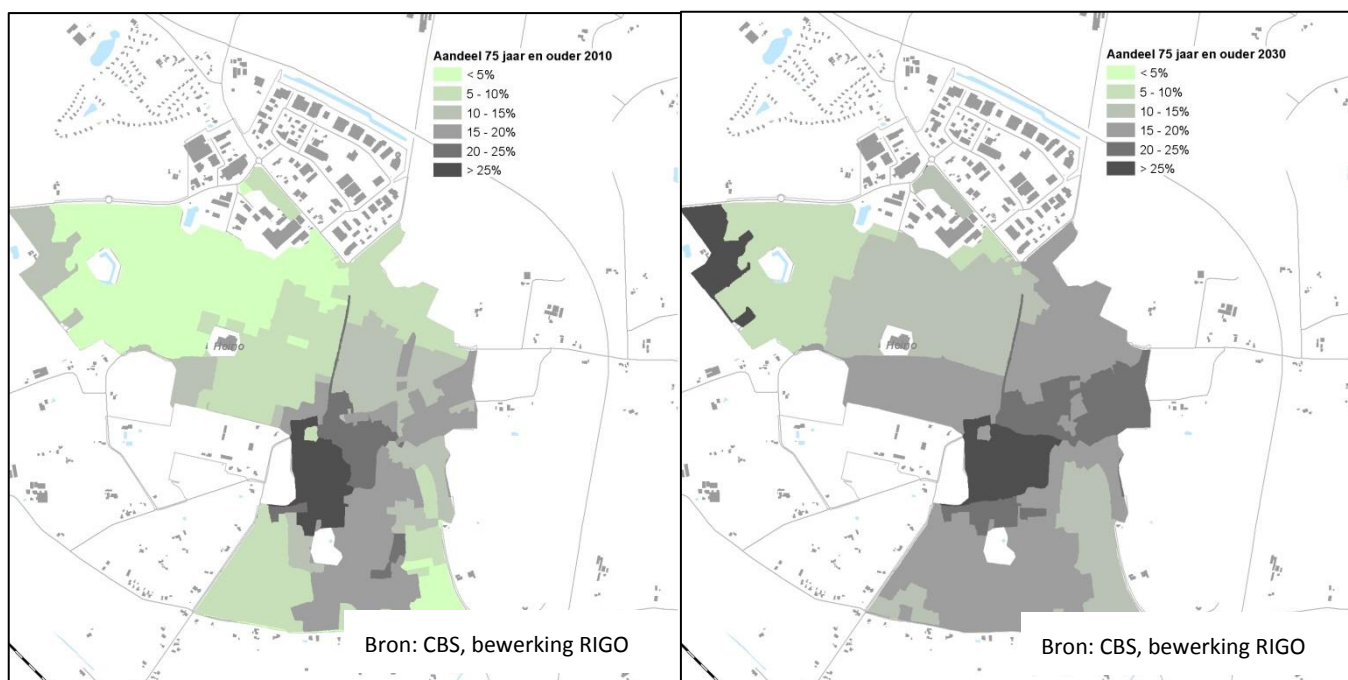 Aandeel 75 jaar en ouder 2010
< 5%
5 - 10%
10 - 15%
15 - 20%
20 - 25%
> 25%
Heino
Bron: CBS, bewerking RIGO
Aandeel 75 jaar en ouder 2030
< 5%
5 - 10%
10 - 15%
15 - 20%
20 - 25%
> 25%
Heino
Bron: CBS, bewerking RIGO